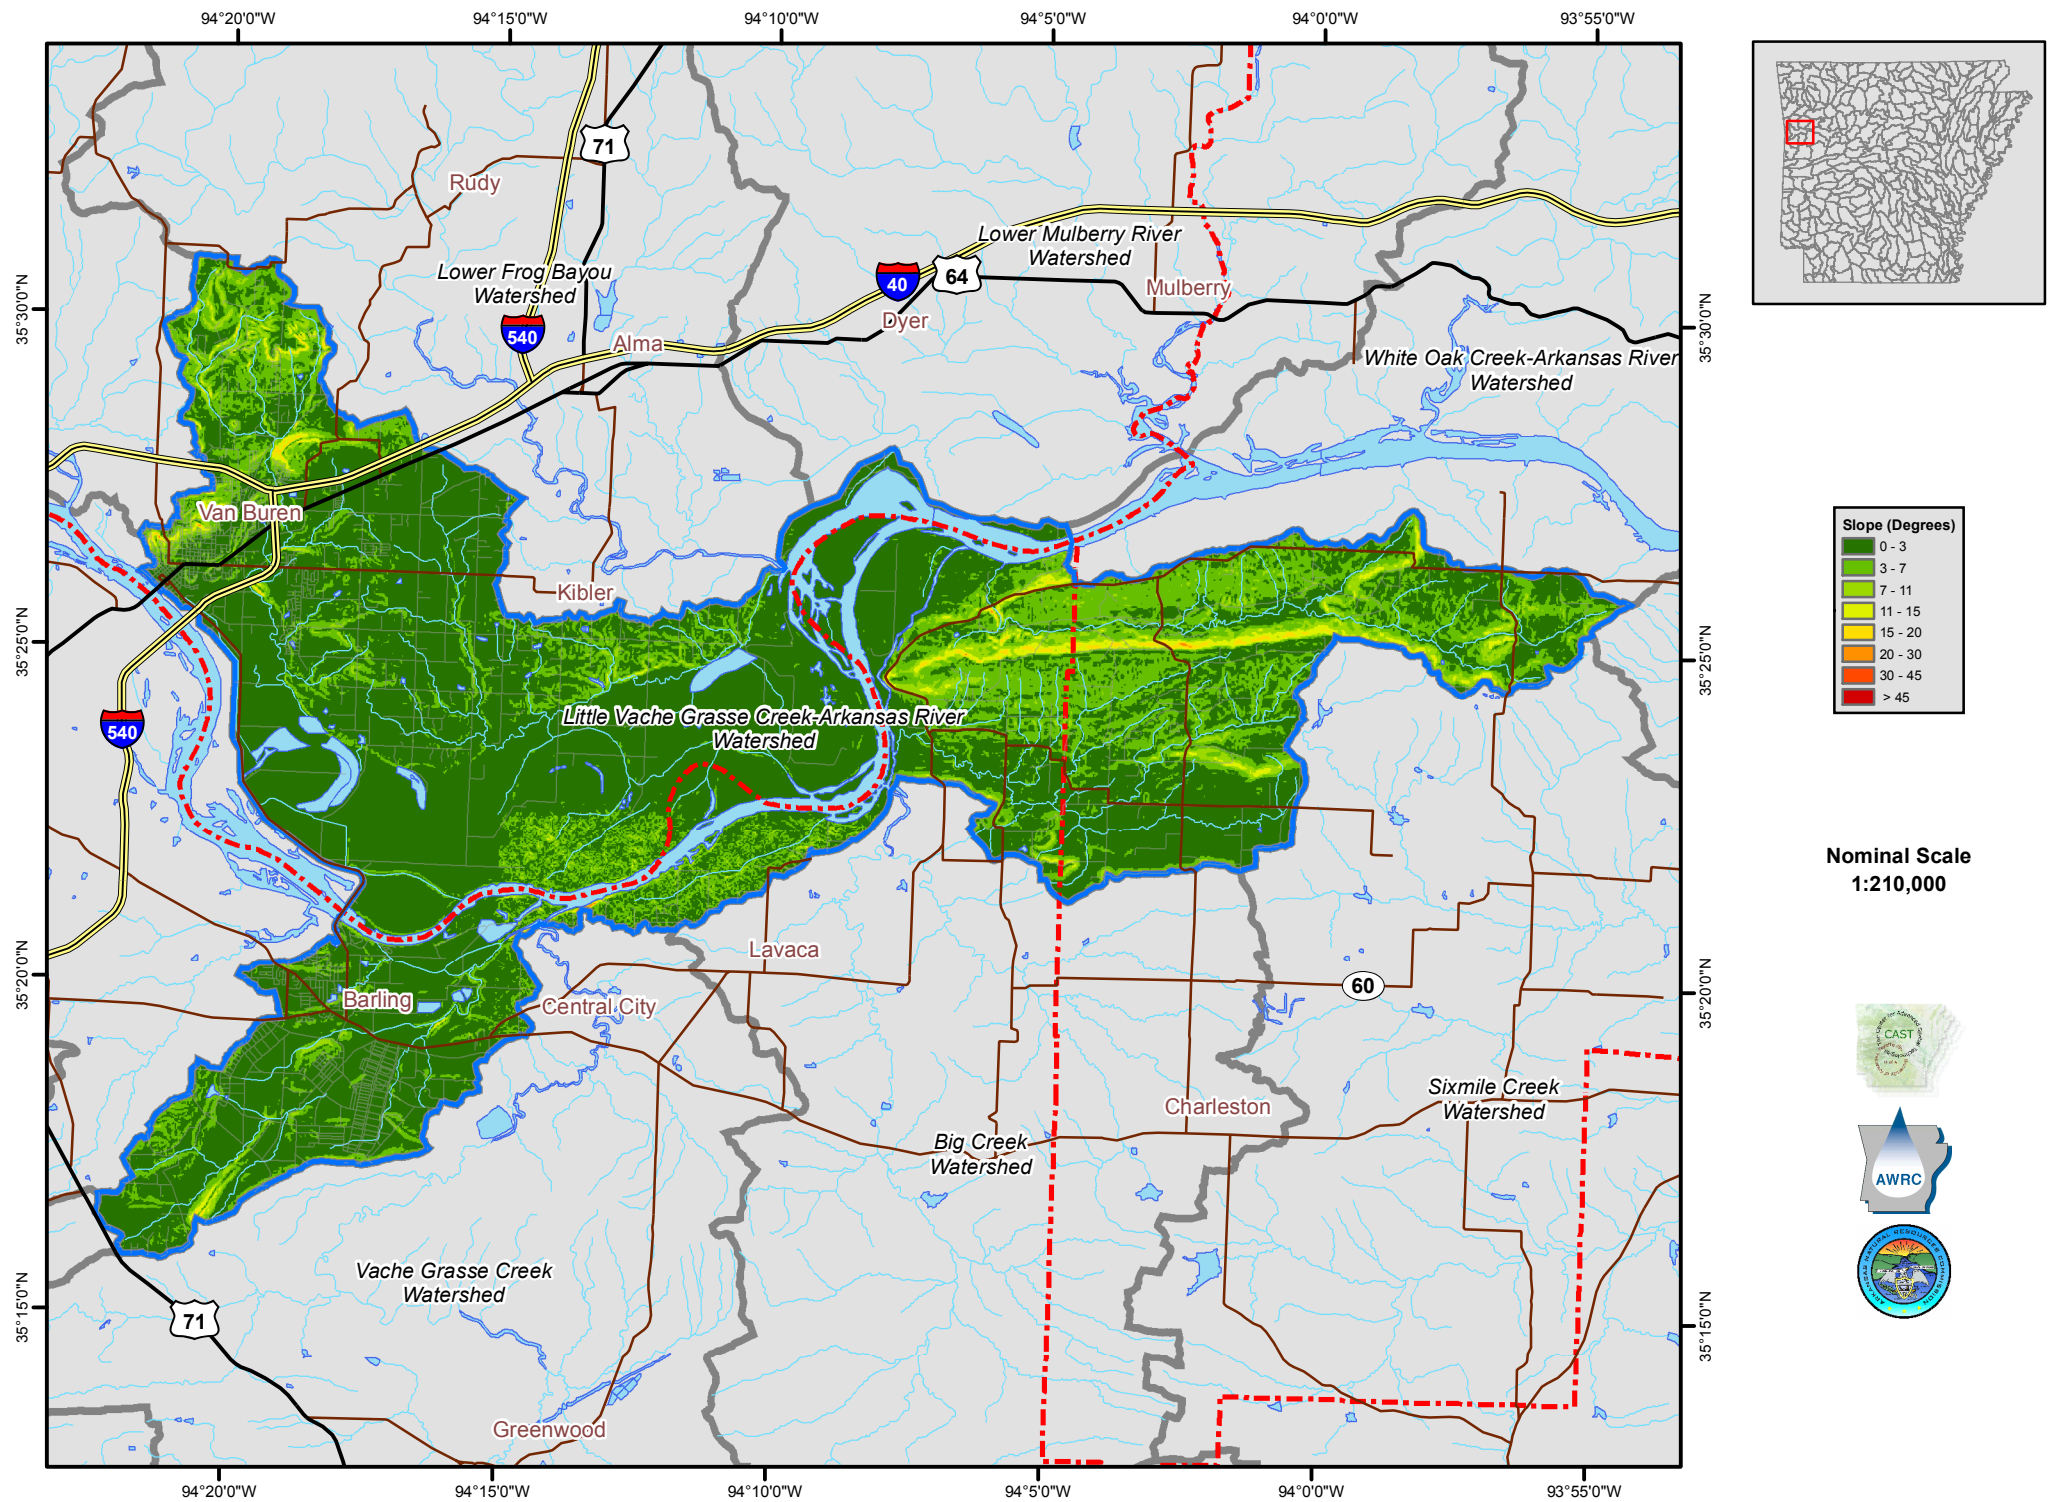 94°20'0"W
94°15'0"W
94°10'0"W
94°5'0"W
94°0'0"W
93°55'0"W
71
Rudy
Lower Mulberry River
Watershed
Lower Frog Bayou
Watershed
40
64
Mulberry
35°30'0"N
35°30'0"N
540
Dyer
Alma
White Oak Creek-Arkansas River
Watershed
Van Buren
Slope (Degrees)
0 - 3
3 - 7
7 - 11
11 - 15
15 - 20
20 - 30
30 - 45
> 45
Kibler
35°25'0"N
35°25'0"N
540
Little Vache Grasse Creek-Arkansas River
Watershed
Nominal Scale
1:210,000
Lavaca
35°20'0"N
35°20'0"N
60
Barling
Central City
CAST
Sixmile Creek
Watershed
Charleston
Big Creek
Watershed
AWRC
ARKANSAS NATURAL RESOURCES COMMISSION
Vache Grasse Creek
Watershed
35°15'0"N
35°15'0"N
71
Greenwood
94°20'0"W
94°15'0"W
94°10'0"W
94°5'0"W
94°0'0"W
93°55'0"W